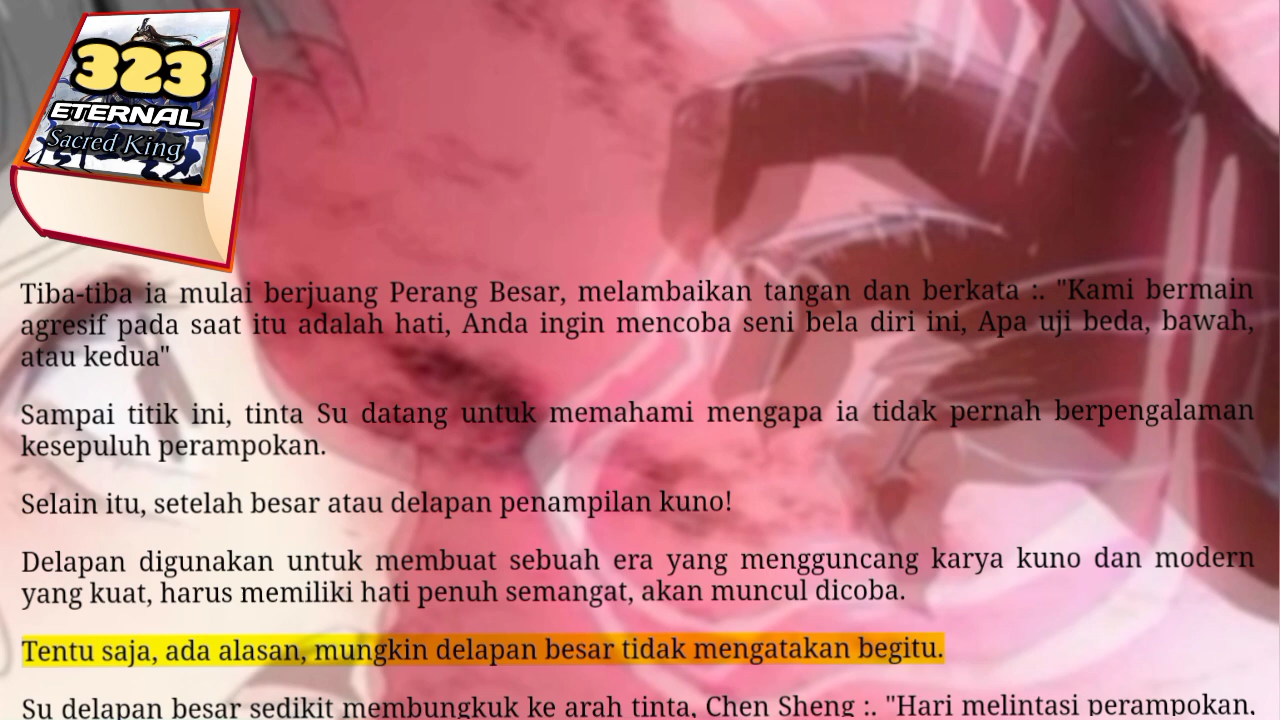 323
ETERNAL
Sacred King
Tiba-tiba ia mulai berjuang Perang Besar, melambaikan tangan dan berkata :. "Kami bermain
agresif pada saat itu adalah hati, Anda ingin mencoba seni bela diri ini, Apa uji beda, bawah,
atau kedua"
Sampai titik ini, tinta Su datang untuk memahami mengapa ia tidak pernah berpengalaman
kesepuluh perampokan.
Selain itu, setelah besar atau delapan penampilan kuno!
Delapan digunakan untuk membuat sebuah era yang mengguncang karya kuno dan modern
yang kuat, harus memiliki hati penuh semangat, akan muncul dicoba.
Tentu saja, ada alasan, mungkin delapan besar tidak mengatakan begitu.
Su delapan besar sedikit membungkuk ke arah tinta, Chen Sheng :. "Hari melintasi perampokan,